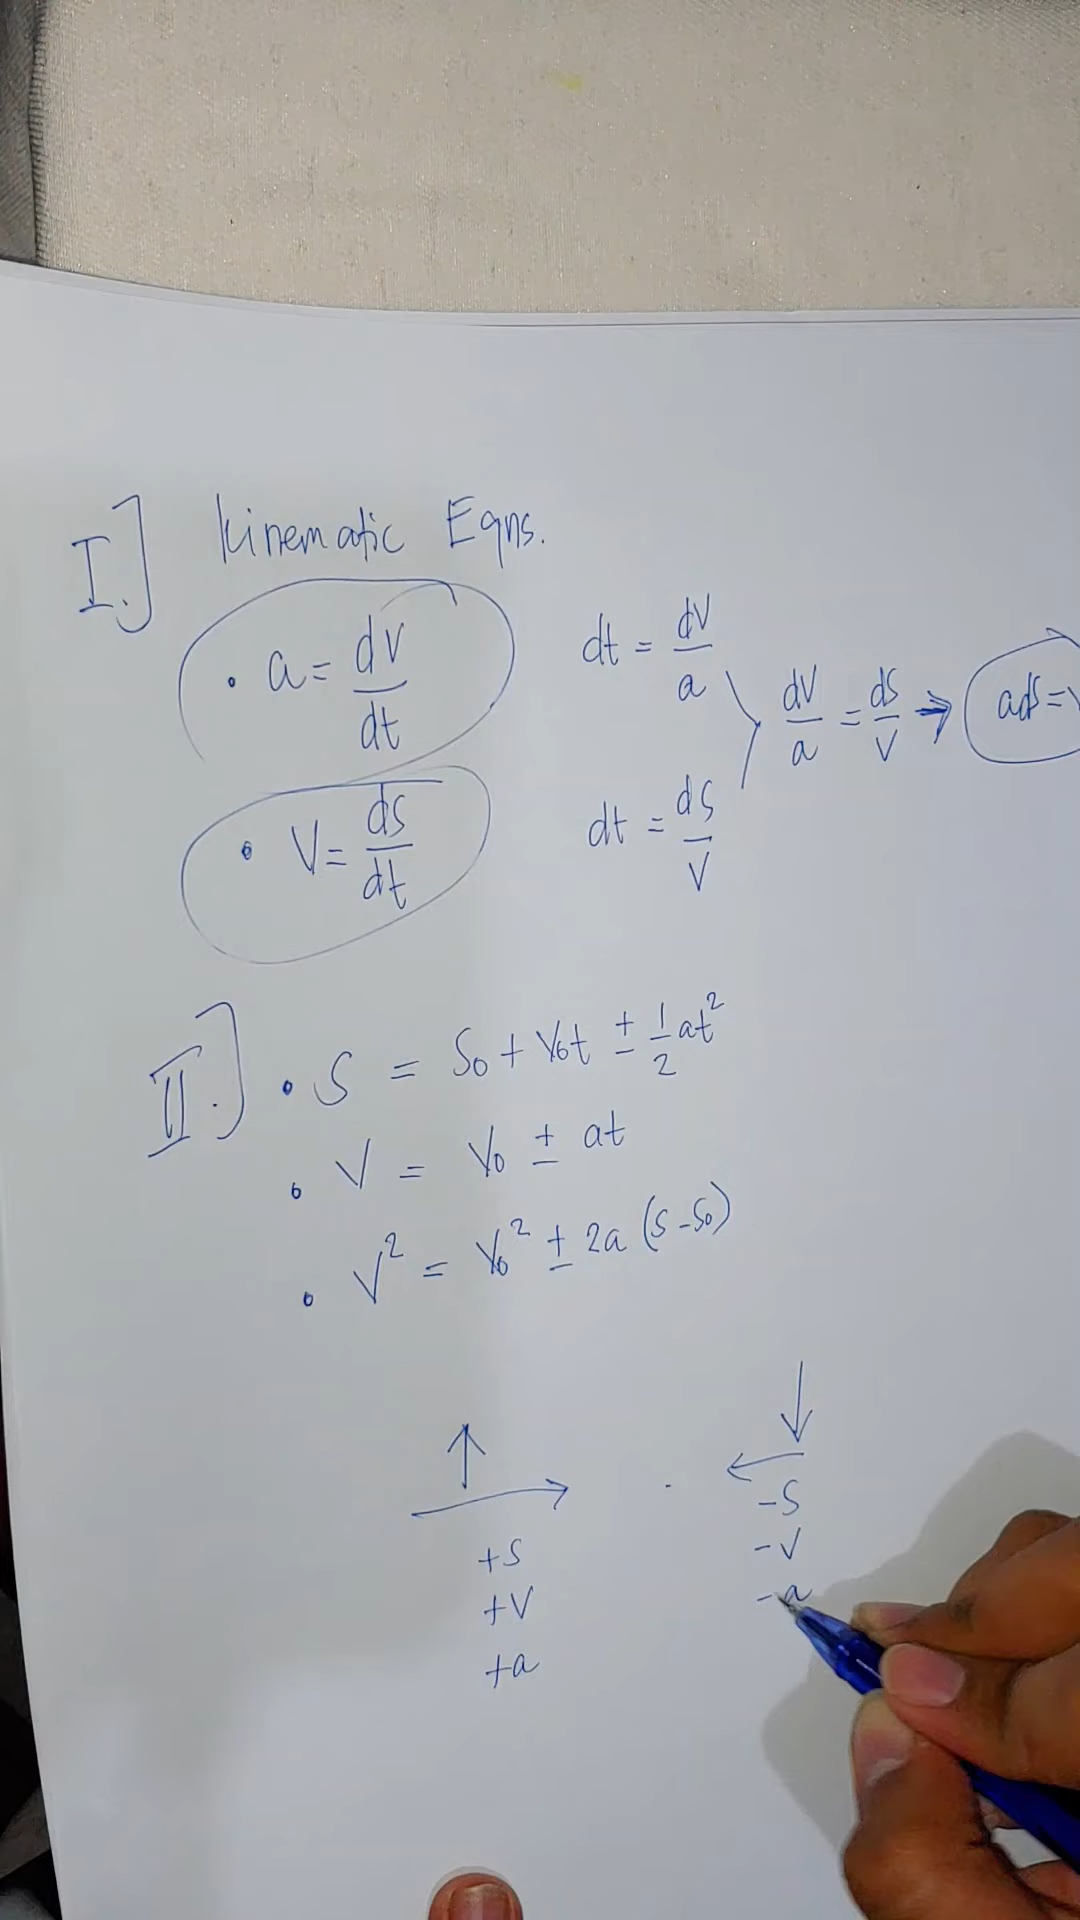 I.] Kinematic Eqns.
• a = dv/dt
dt = dv/a
dv/a = ds/v → ads = v
• V = ds/dt
dt = ds/v
II.] • S = S₀ + V₀t ± 1/2 at²
• V = V₀ ± at
• V² = V₀² ± 2a (S - S₀)
↑ →
+S
+V
+a
↓ ←
-S
-V
-a